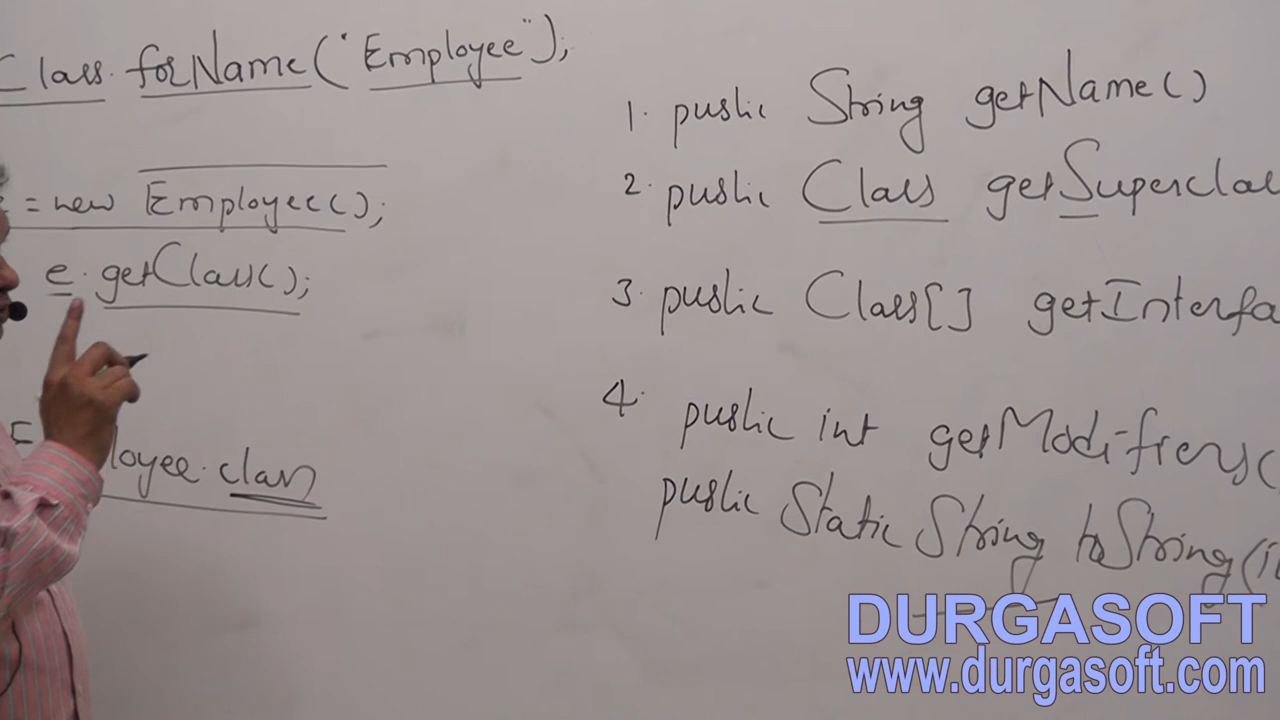 Class.forName("Employee");
= new Employee();
e.getClass();
Employee.class
1. public String getName()
2. public Class getSupercla
3. public Class[] getInterfa
4. public int getModifiers(
public static String toString(i
DURGASOFT
www.durgasoft.com